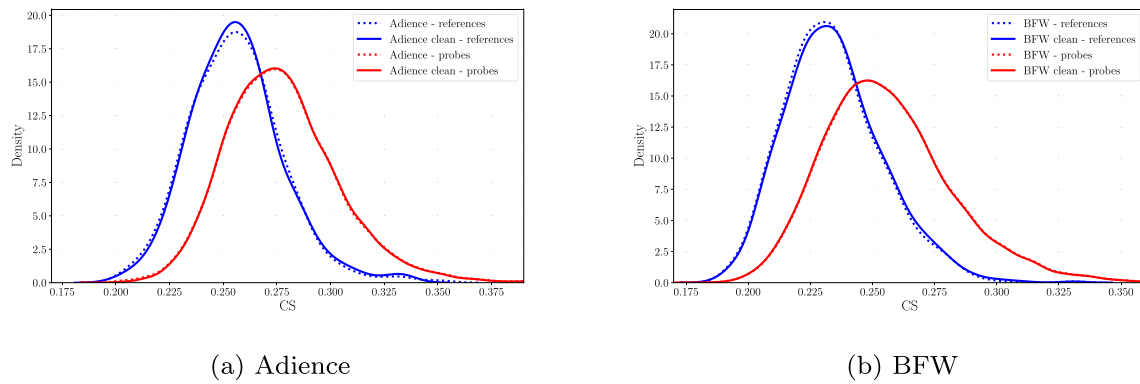 20.0
17.5
15.0
12.5
10.0
7.5
5.0
2.5
0.0
Density
0.175 0.200 0.225 0.250 0.275 0.300 0.325 0.350 0.375
CS
Adience - references
Adience clean - references
Adience - probes
Adience clean - probes
(a) Adience
20.0
17.5
15.0
12.5
10.0
7.5
5.0
2.5
0.0
Density
0.175 0.200 0.225 0.250 0.275 0.300 0.325 0.350
CS
BFW - references
BFW clean - references
BFW - probes
BFW clean - probes
(b) BFW